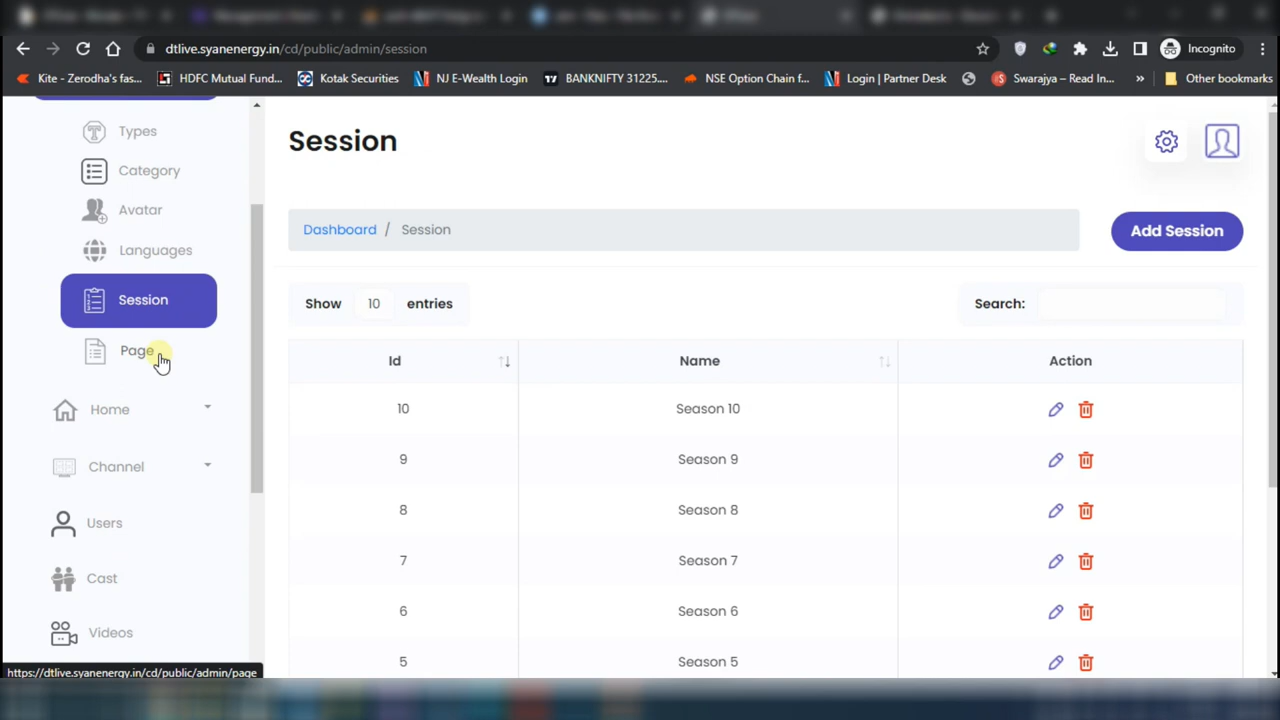 dtlive.syanenergy.in/cd/public/admin/session
Incognito
Kite - Zerodha's fas...
HDFC Mutual Fund...
Kotak Securities
NJ E-Wealth Login
BANKNIFTY 31225....
NSE Option Chain f...
Login | Partner Desk
Swarajya – Read In...
»
Other bookmarks
Types
Category
Avatar
Languages
Session
Page
Home
Channel
Users
Cast
Videos
https://dtlive.syanenergy.in/cd/public/admin/page
Session
Dashboard / Session
Add Session
Show 10 entries
Search:
Id Name Action
10 Season 10
9 Season 9
8 Season 8
7 Season 7
6 Season 6
5 Season 5